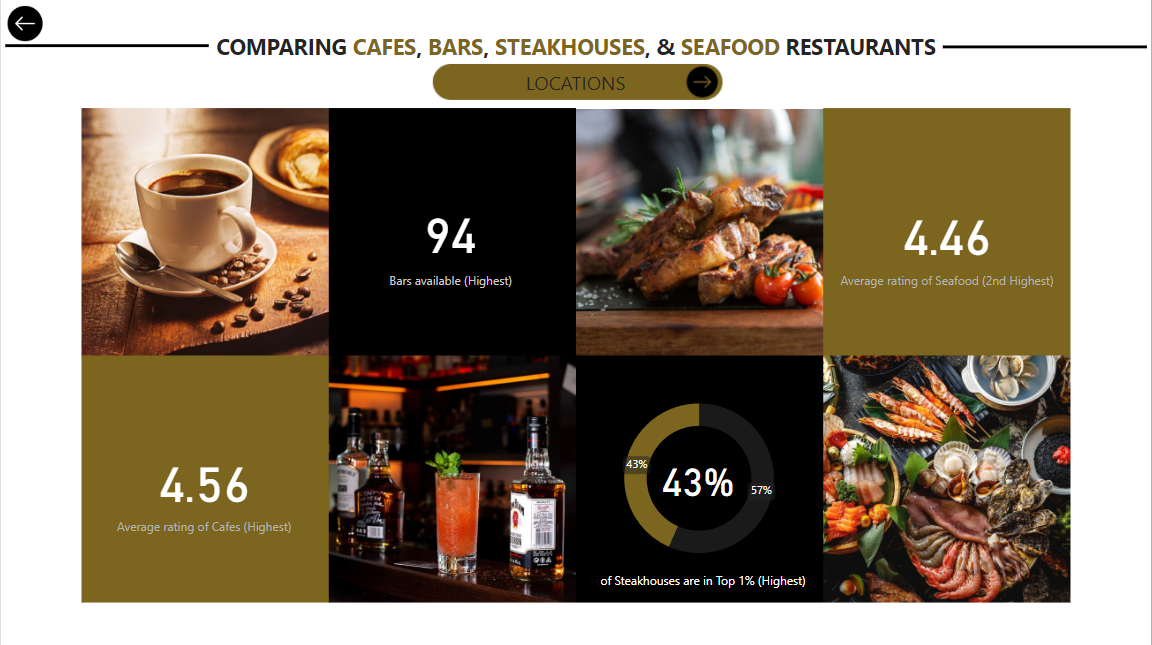 COMPARING CAFES, BARS, STEAKHOUSES, & SEAFOOD RESTAURANTS
LOCATIONS
94
Bars available (Highest)
4.46
Average rating of Seafood (2nd Highest)
4.56
Average rating of Cafes (Highest)
43%
43%
57%
of Steakhouses are in Top 1% (Highest)